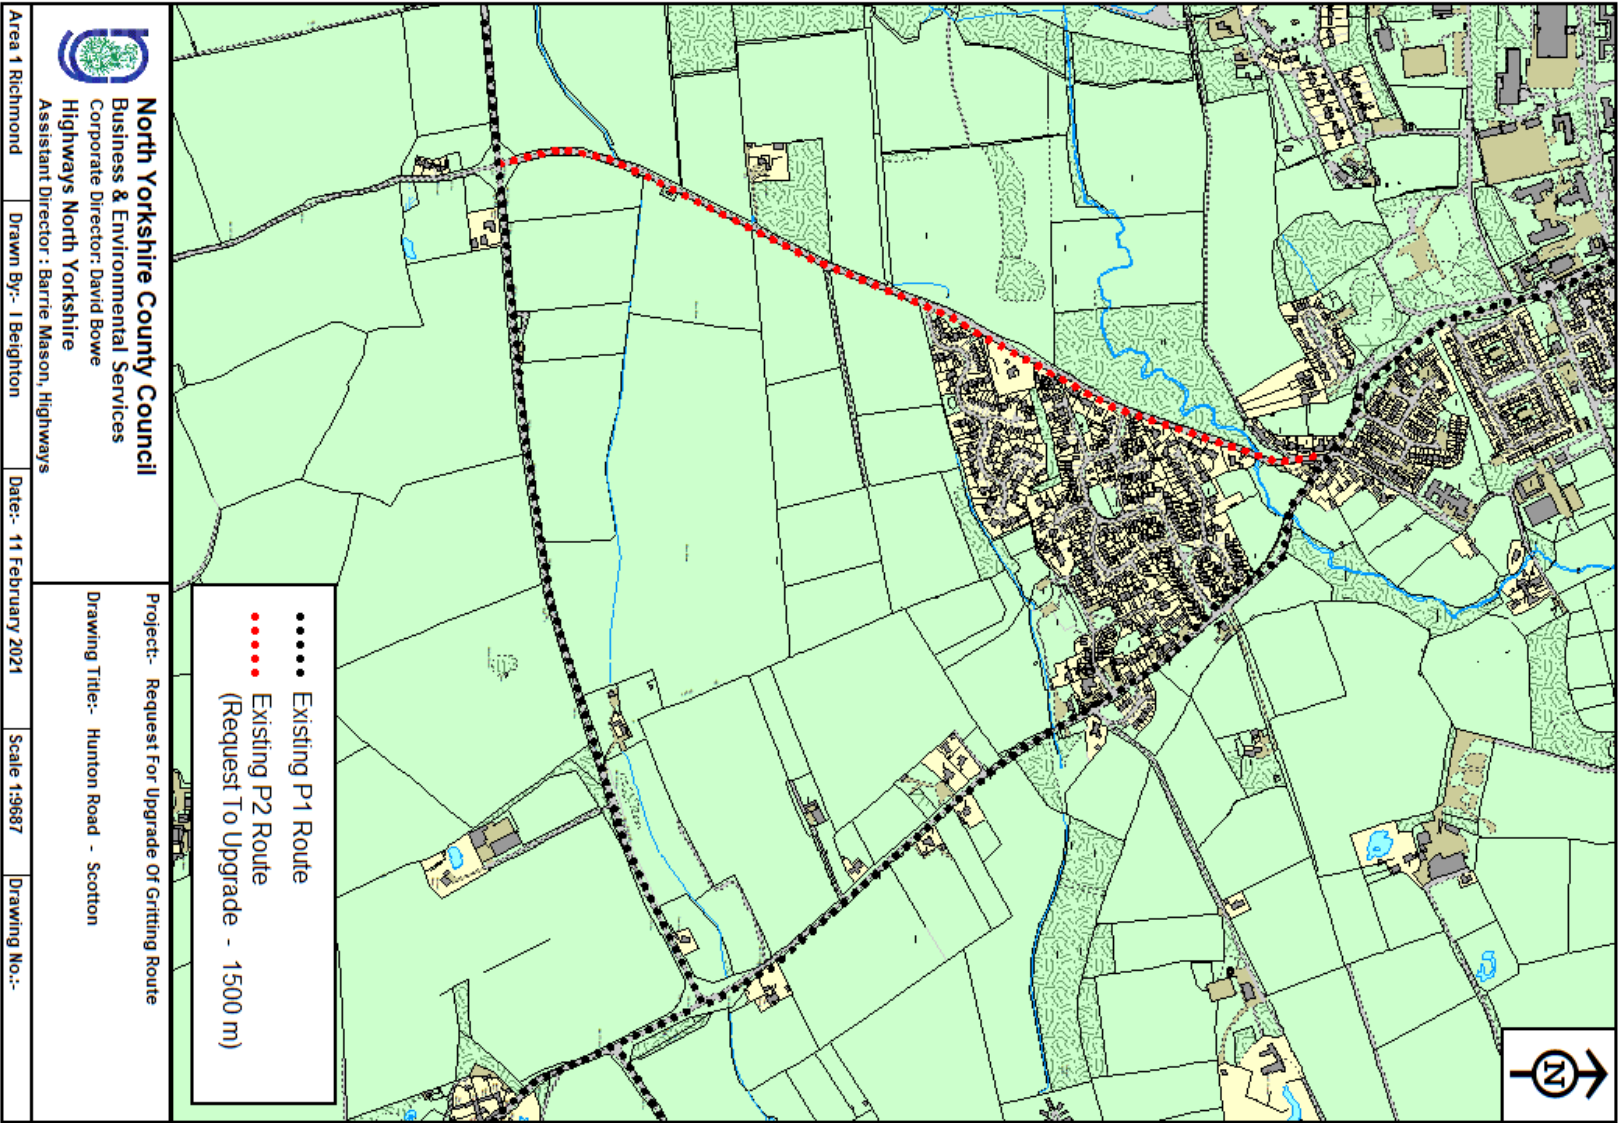 Existing P1 Route
Existing P2 Route
(Request To Upgrade - 1500 m)
N
North Yorkshire County Council
Business & Environmental Services
Corporate Director: David Bowe
Highways North Yorkshire
Assistant Director : Barrie Mason, Highways
Project:- Request For Upgrade Of Gritting Route
Drawing Title:- Hunton Road - Scotton
Area 1 Richmond
Drawn By:- I Beighton
Date:- 11 February 2021
Scale 1:9687
Drawing No.:-